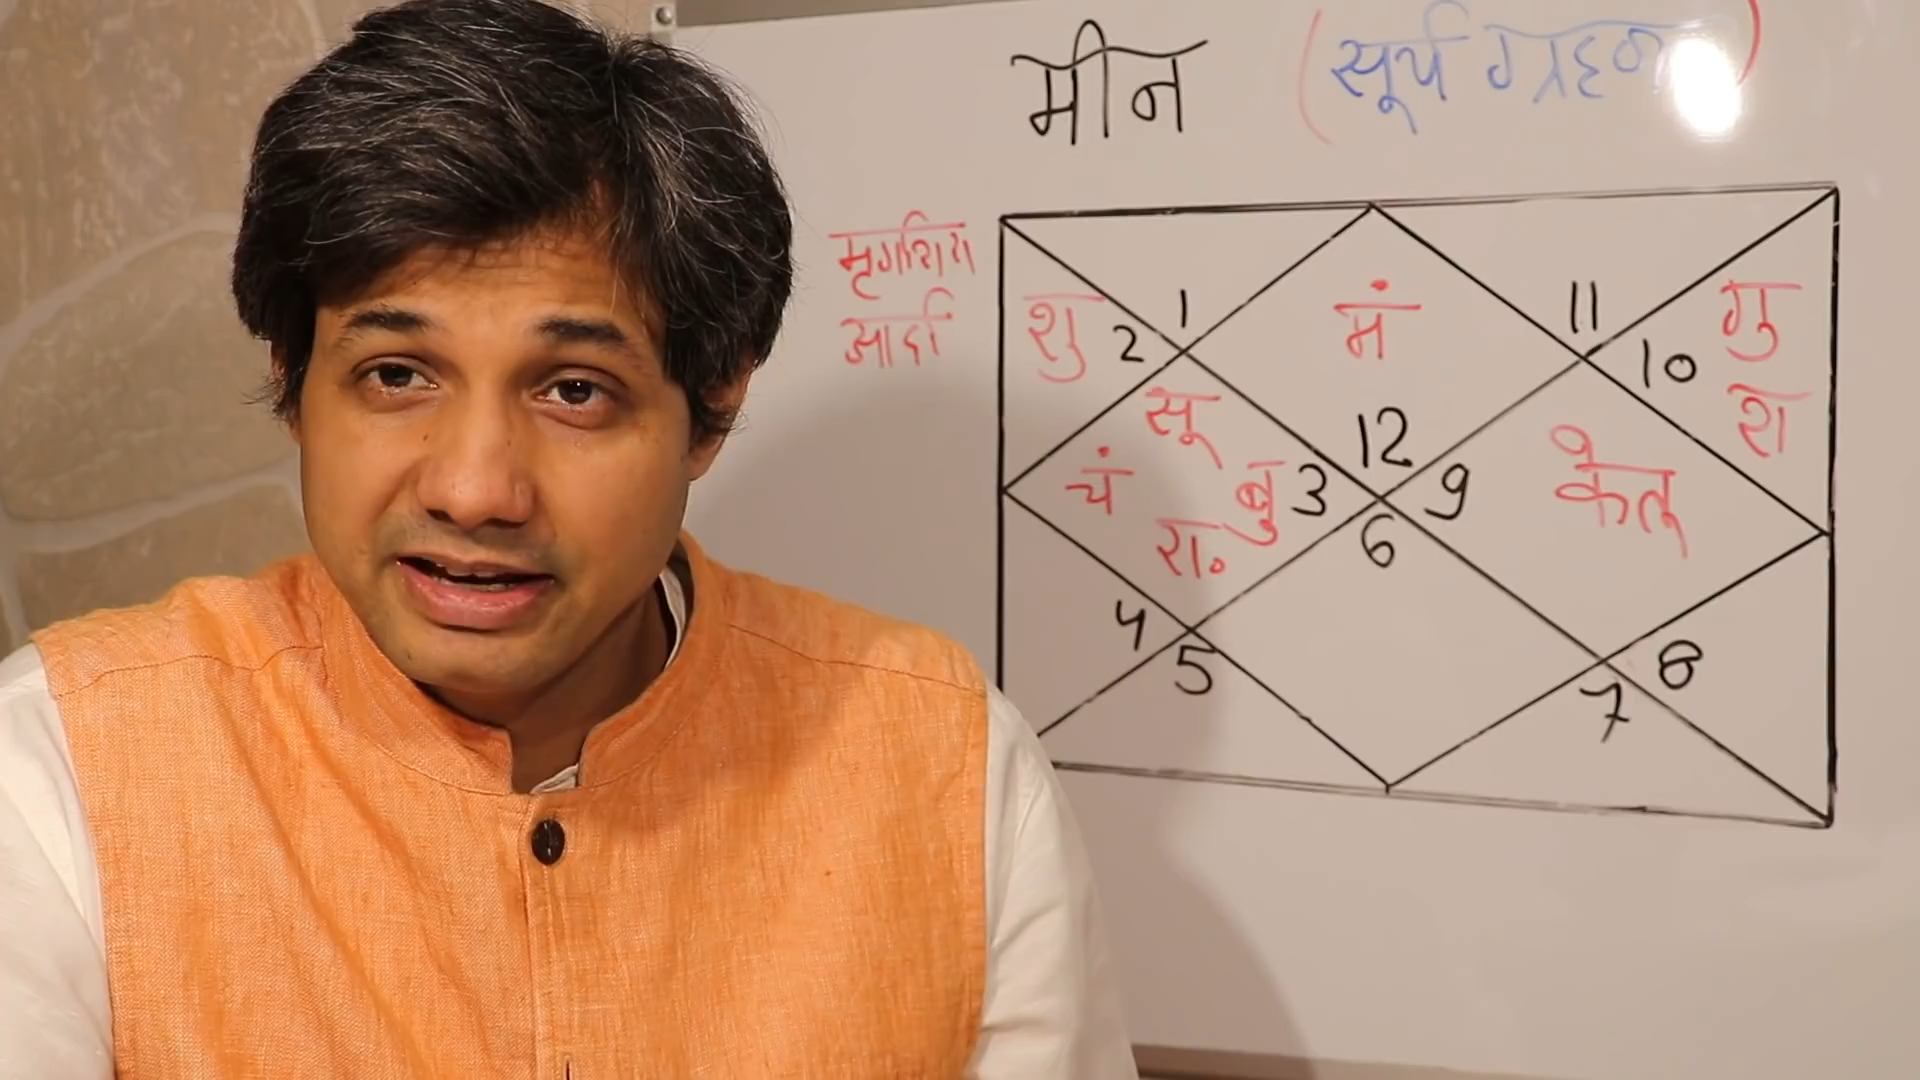 मीन (सूर्य ग्रहण)
मृगशिरा
आर्द्रा
शु 2 1 मं 11 10 गु श
सू
चं बु 3 12 9 केतू
रा. 6
4 5 7 8